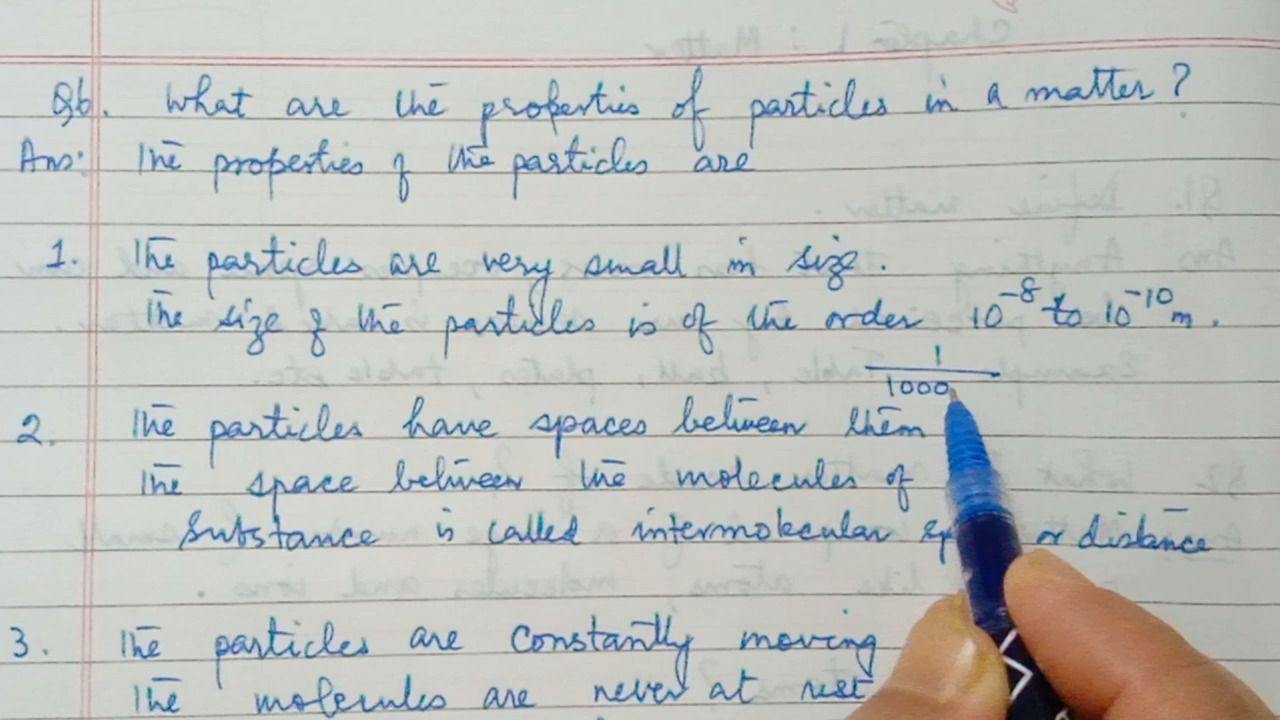 Q6. What are the properties of particles in a matter ?
Ans: The properties of the particles are
1. The particles are very small in size.
The size of the particles is of the order 10⁻⁸ to 10⁻¹⁰ m.
1
1000
2. The particles have spaces between them
The space between the molecules of
substance is called intermolecular or distance
3. The particles are constantly moving
The molecules are never at rest